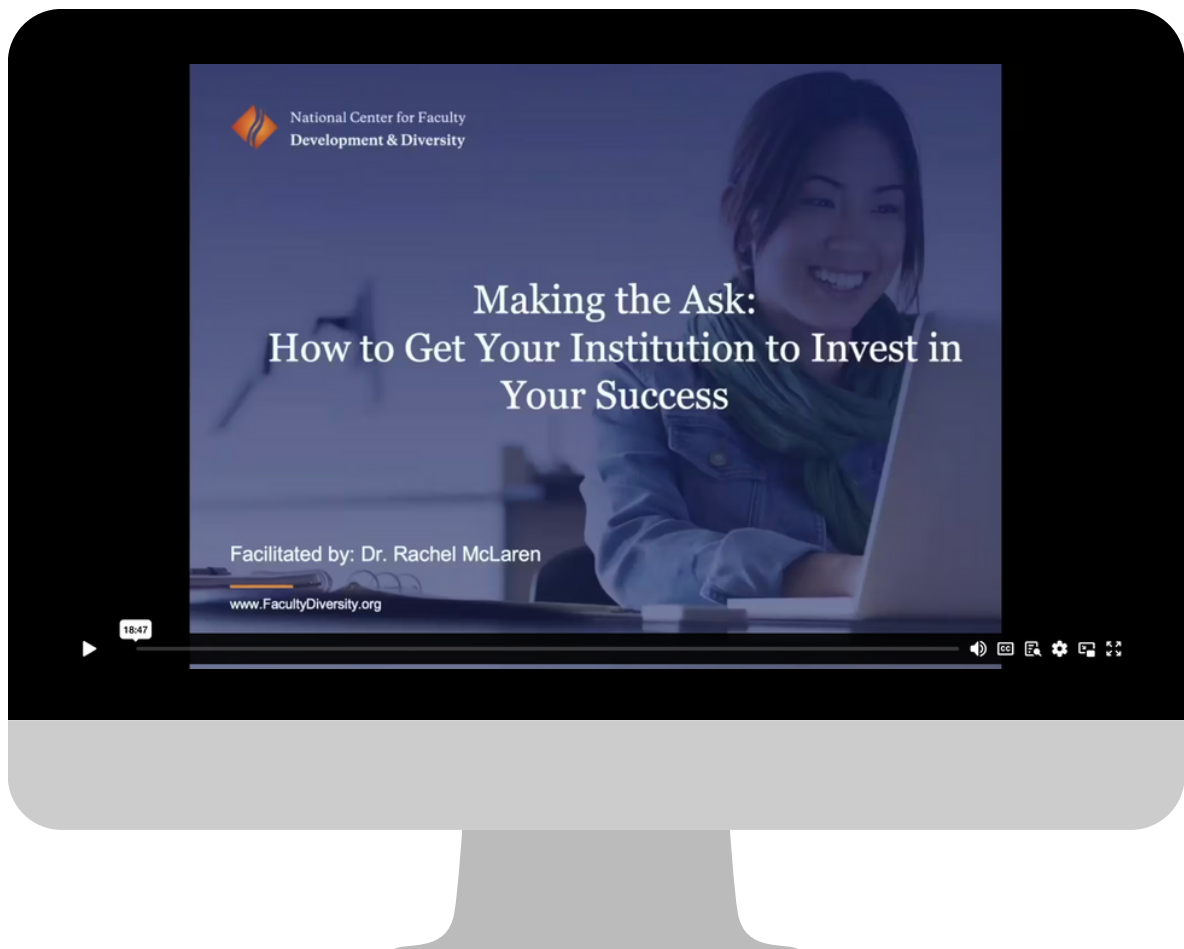 National Center for Faculty
Development & Diversity
Making the Ask:
How to Get Your Institution to Invest in
Your Success
Facilitated by: Dr. Rachel McLaren
www.FacultyDiversity.org
18:47
CC